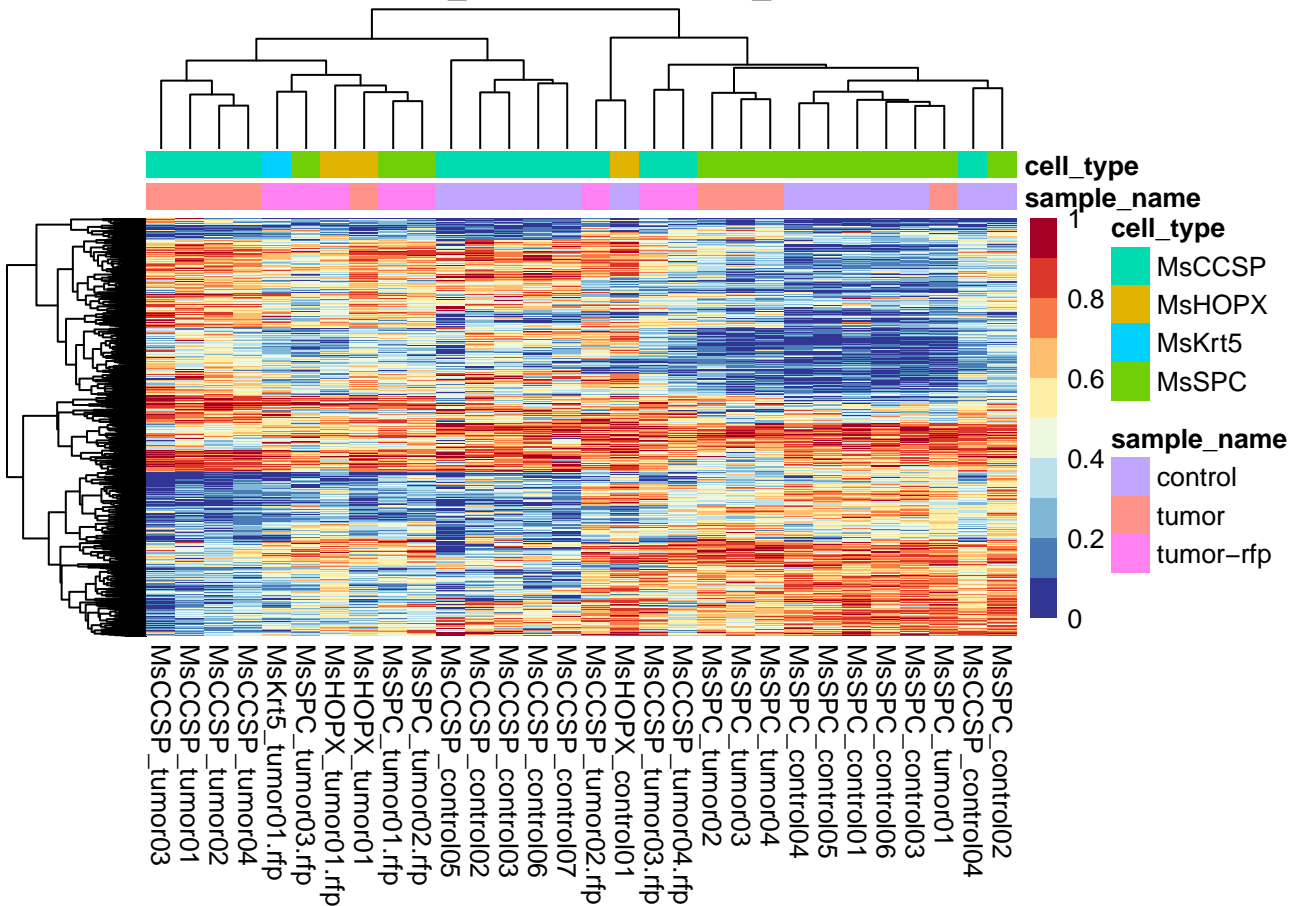 cell_type
sample_name
1
0.8
0.6
0.4
0.2
0
cell_type
MsCCSP
MsHOPX
MsKrt5
MsSPC
sample_name
control
tumor
tumor−rfp
MsCCSP_tumor03
MsCCSP_tumor01
MsCCSP_tumor02
MsCCSP_tumor04
MsKrt5_tumor01.rfp
MsSPC_tumor03.rfp
MsHOPX_tumor01.rfp
MsHOPX_tumor01
MsSPC_tumor01.rfp
MsSPC_tumor02.rfp
MsCCSP_control05
MsCCSP_control02
MsCCSP_control03
MsCCSP_control06
MsCCSP_control07
MsCCSP_tumor02.rfp
MsHOPX_control01
MsCCSP_tumor03.rfp
MsCCSP_tumor04.rfp
MsSPC_tumor02
MsSPC_tumor03
MsSPC_tumor04
MsSPC_control04
MsSPC_control05
MsSPC_control01
MsSPC_control06
MsSPC_control03
MsSPC_tumor01
MsCCSP_control04
MsSPC_control02